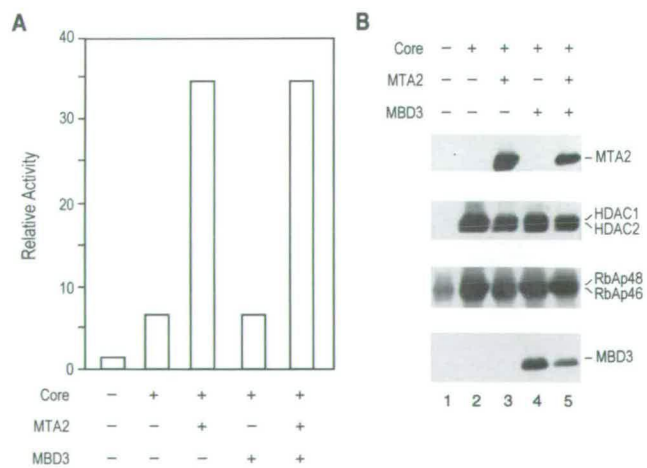 A
40
30
20
10
0
Relative Activity
Core – + + + +
MTA2 – – + – +
MBD3 – – – + +
B
Core – + + + +
MTA2 – – + – +
MBD3 – – – + +
MTA2
HDAC1
HDAC2
RbAp48
RbAp46
MBD3
1 2 3 4 5